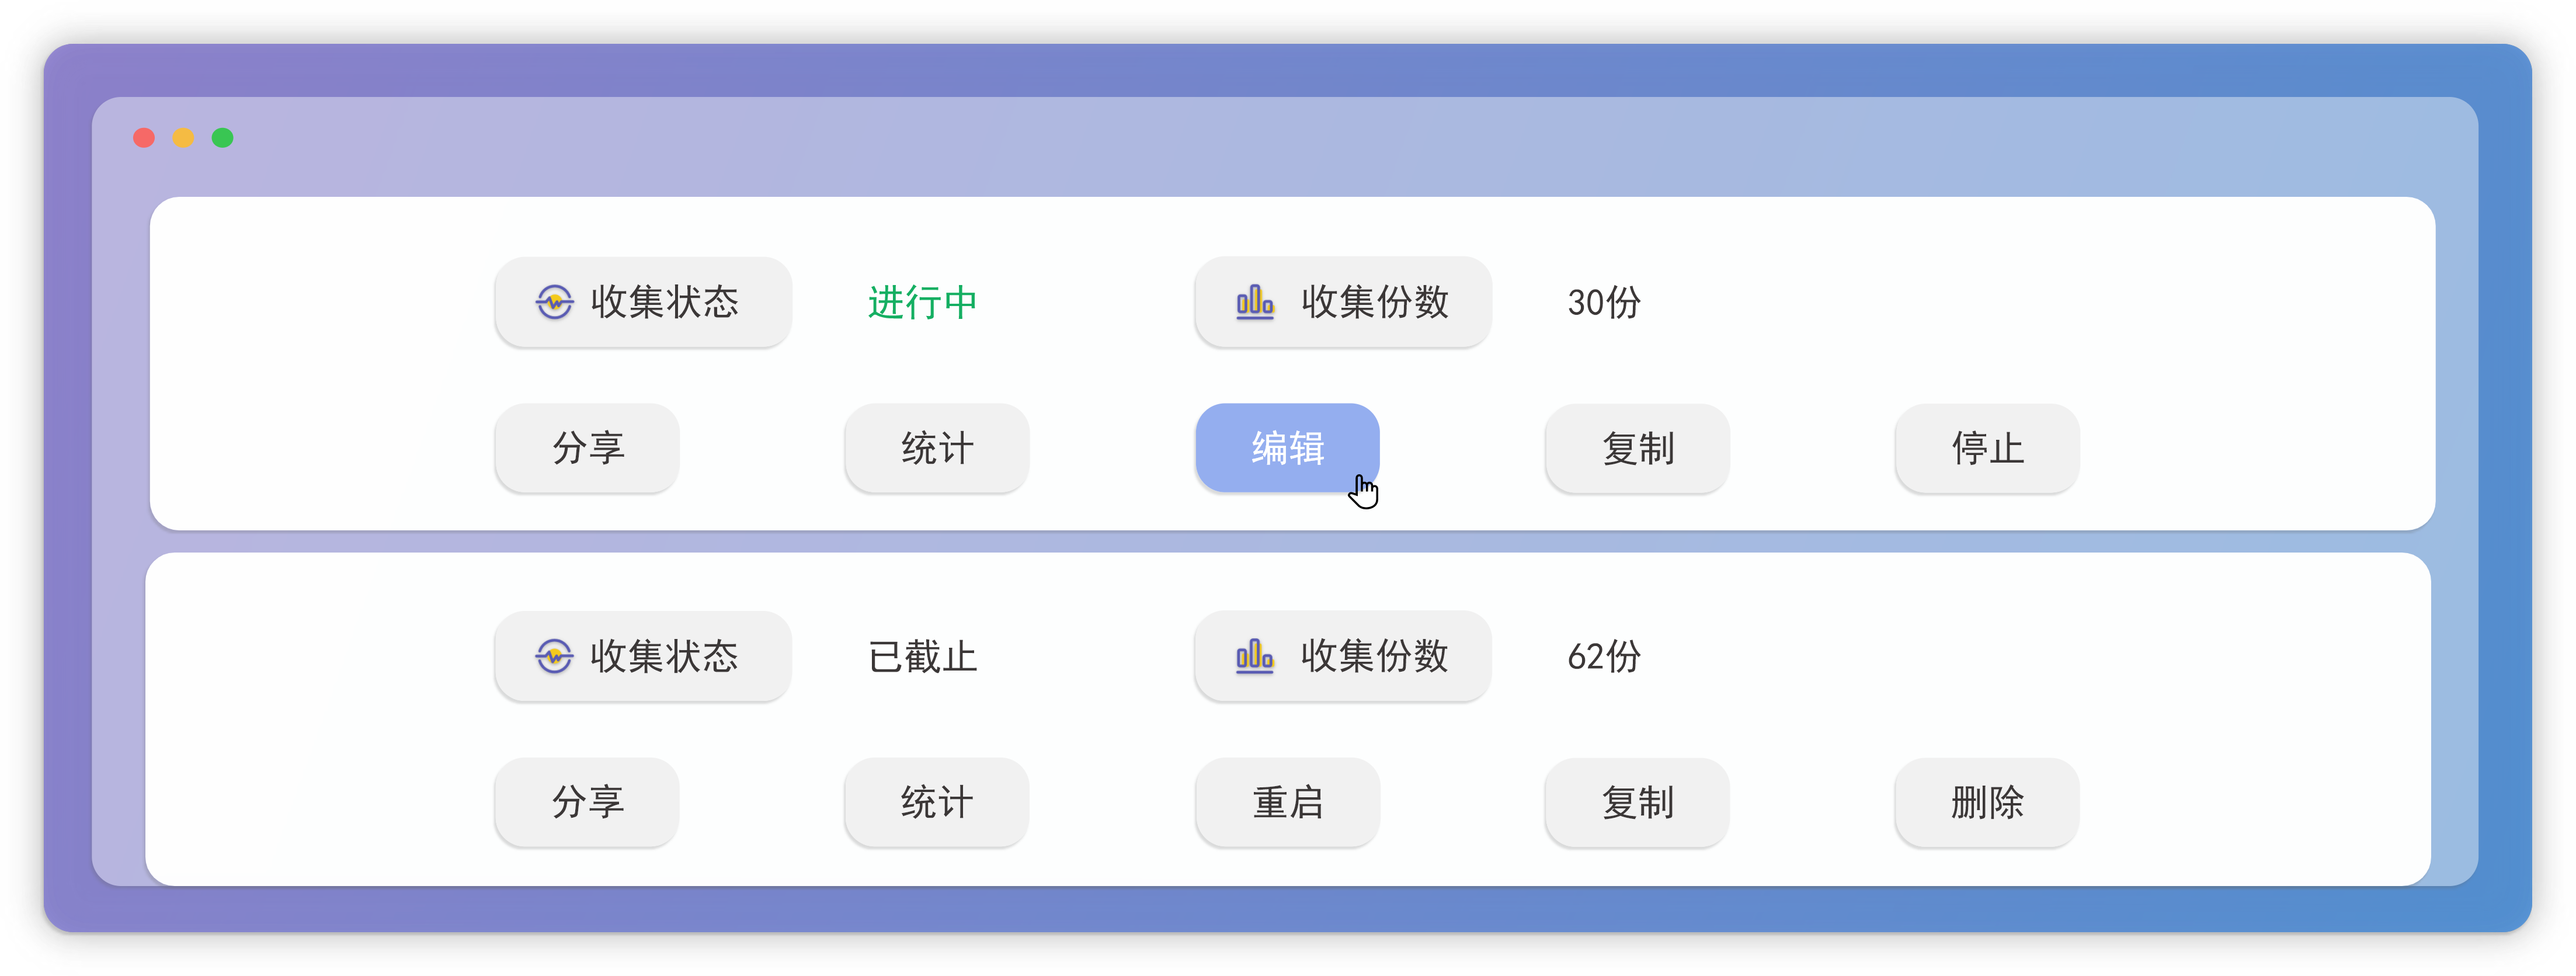 收集状态 进行中 收集份数 30份
分享 统计 编辑 复制 停止
收集状态 已截止 收集份数 62份
分享 统计 重启 复制 删除